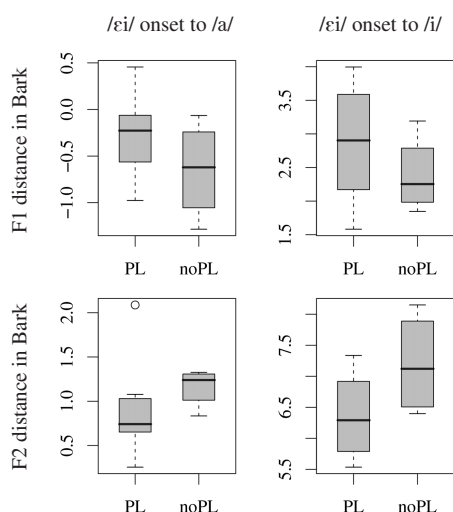 /ɛi/ onset to /a/
/ɛi/ onset to /i/
F1 distance in Bark
0.5
0.0
−0.5
−1.0
PL noPL
3.5
2.5
1.5
PL noPL
F2 distance in Bark
2.0
1.5
1.0
0.5
PL noPL
7.5
6.5
5.5
PL noPL